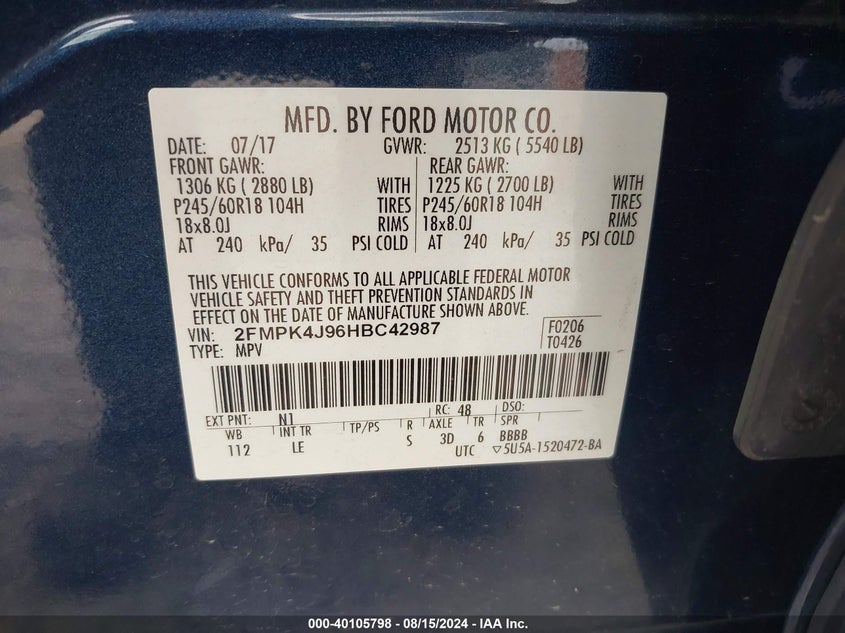 MFD. BY FORD MOTOR CO.
DATE: 07/17 GVWR: 2513 KG ( 5540 LB)
FRONT GAWR: REAR GAWR:
1306 KG ( 2880 LB) WITH 1225 KG ( 2700 LB) WITH
P245/60R18 104H TIRES P245/60R18 104H TIRES
18x8.0J RIMS 18x8.0J RIMS
AT 240 kPa/ 35 PSI COLD AT 240 kPa/ 35 PSI COLD
THIS VEHICLE CONFORMS TO ALL APPLICABLE FEDERAL MOTOR
VEHICLE SAFETY AND THEFT PREVENTION STANDARDS IN
EFFECT ON THE DATE OF MANUFACTURE SHOWN ABOVE.
VIN: 2FMPK4J96HBC42987 F0206
TYPE: MPV T0426
EXT PNT: N1 RC: 48 DSO:
WB INT TR TP/PS R AXLE TR SPR
112 LE S 3D 6 BBBB
UTC ▽5U5A-1520472-BA
000-40105798 - 08/15/2024 - IAA Inc.